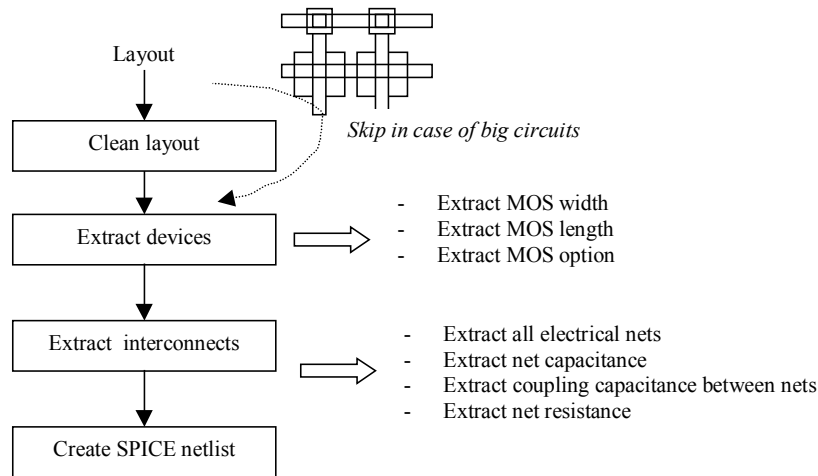 Layout
Skip in case of big circuits
Clean layout
Extract devices
- Extract MOS width
- Extract MOS length
- Extract MOS option
Extract interconnects
- Extract all electrical nets
- Extract net capacitance
- Extract coupling capacitance between nets
- Extract net resistance
Create SPICE netlist